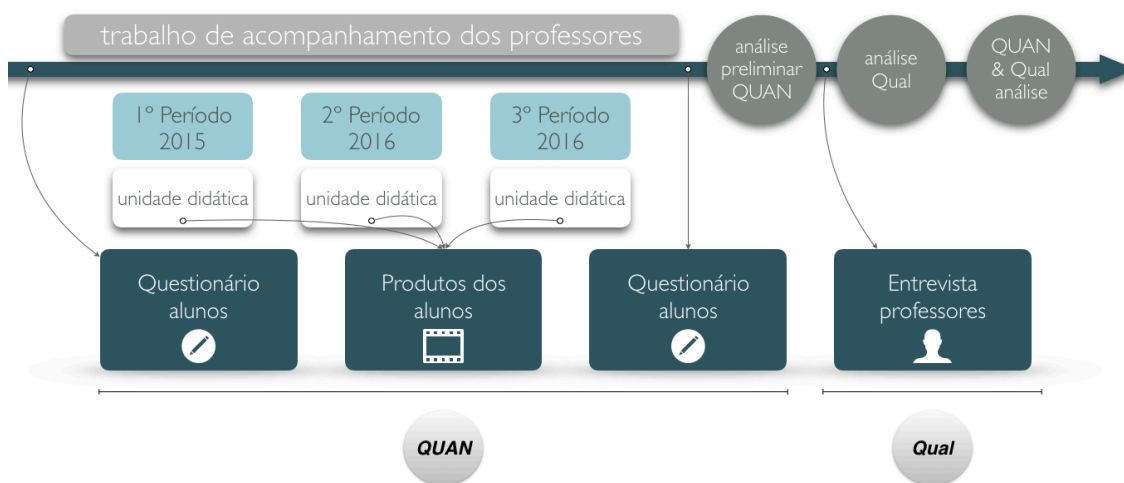 trabalho de acompanhamento dos professores
análise
preliminar
QUAN
análise
Qual
QUAN
& Qual
análise
1º Período
2015
2º Período
2016
3º Período
2016
unidade didática
unidade didática
unidade didática
Questionário
alunos
Produtos dos
alunos
Questionário
alunos
Entrevista
professores
QUAN
Qual